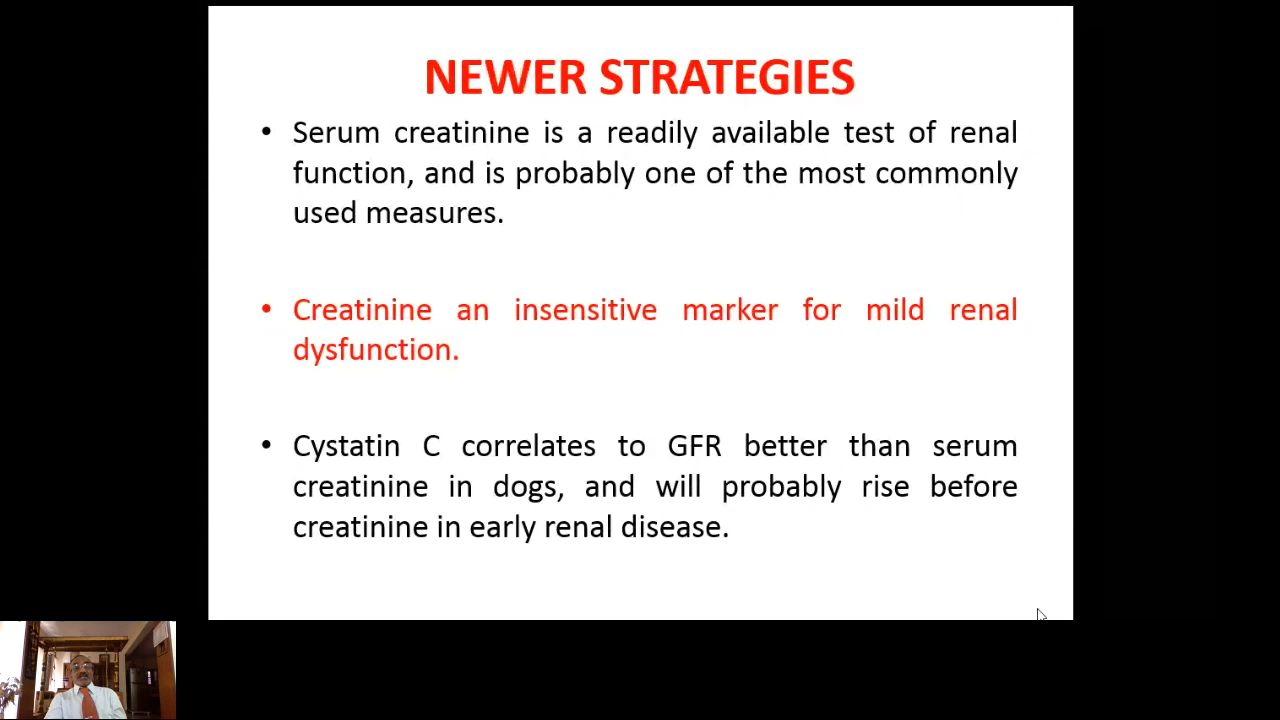 NEWER STRATEGIES
• Serum creatinine is a readily available test of renal
function, and is probably one of the most commonly
used measures.
• Creatinine an insensitive marker for mild renal
dysfunction.
• Cystatin C correlates to GFR better than serum
creatinine in dogs, and will probably rise before
creatinine in early renal disease.